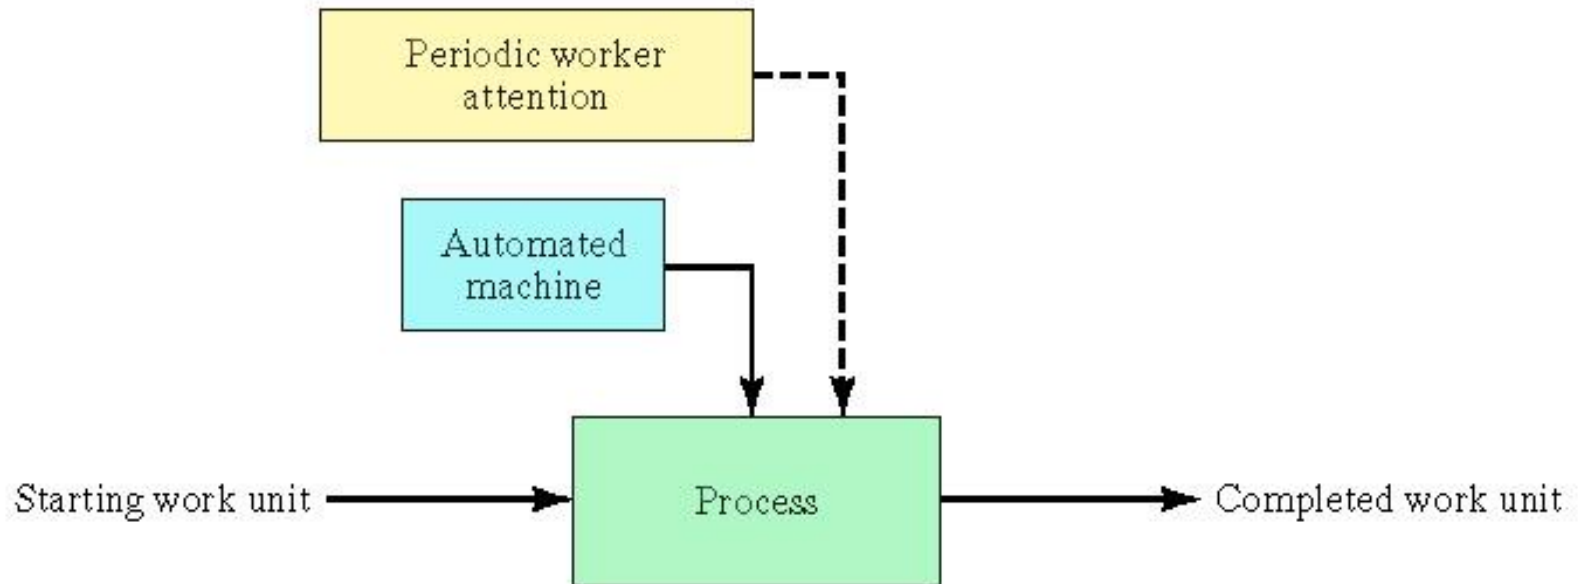 Periodic worker
attention
Automated
machine
Starting work unit
Process
Completed work unit